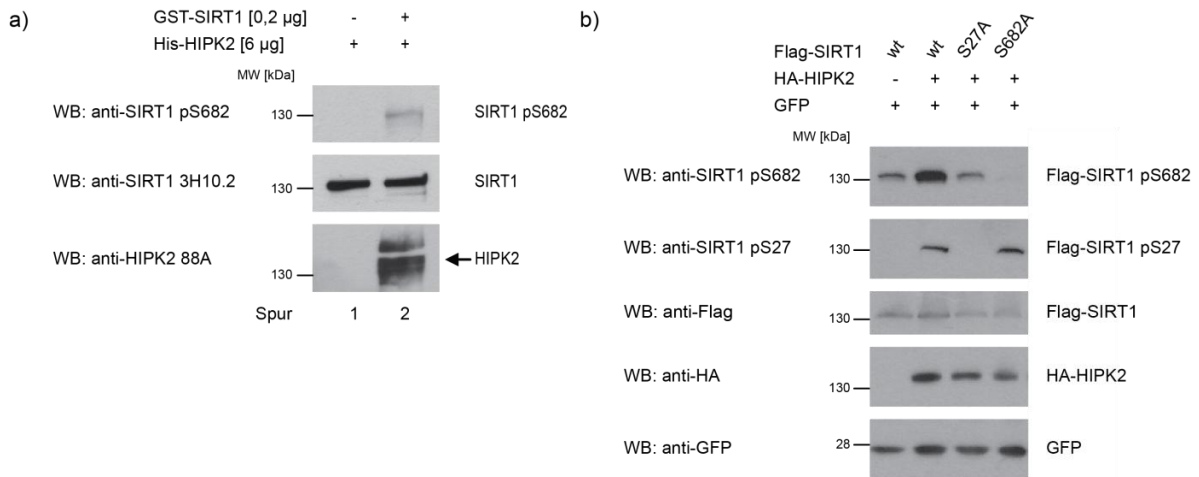 a)
GST-SIRT1 [0,2 µg] - +
His-HIPK2 [6 µg] + +
MW [kDa]
WB: anti-SIRT1 pS682 130 SIRT1 pS682
WB: anti-SIRT1 3H10.2 130 SIRT1
WB: anti-HIPK2 88A 130 HIPK2
Spur 1 2
b)
Flag-SIRT1 wt wt S27A S682A
HA-HIPK2 - + + +
GFP + + + +
MW [kDa]
WB: anti-SIRT1 pS682 130 Flag-SIRT1 pS682
WB: anti-SIRT1 pS27 130 Flag-SIRT1 pS27
WB: anti-Flag 130 Flag-SIRT1
WB: anti-HA 130 HA-HIPK2
WB: anti-GFP 28 GFP